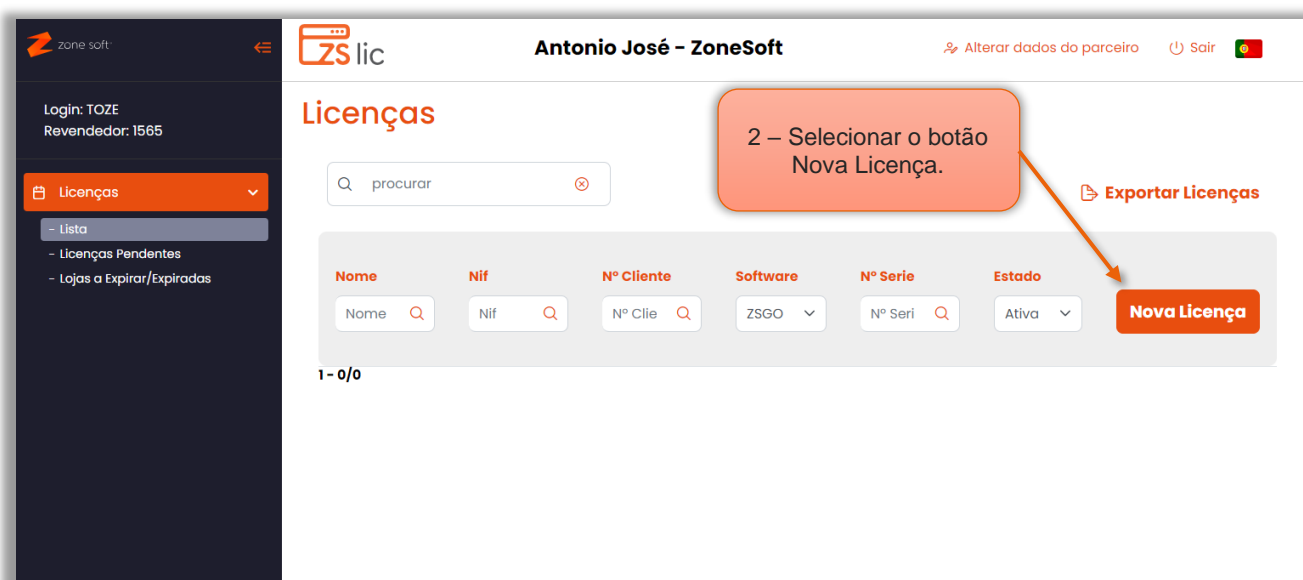 zone soft
ZS lic
Antonio José - ZoneSoft
Alterar dados do parceiro
Sair
Login: TOZE
Revendedor: 1565
Licenças
- Lista
- Licenças Pendentes
- Lojas a Expirar/Expiradas
Licenças
procurar
2 – Selecionar o botão
Nova Licença.
Exportar Licenças
Nome Nif Nº Cliente Software Nº Serie Estado
Nome Nif Nº Clie ZSGO Nº Seri Ativa Nova Licença
1 - 0/0